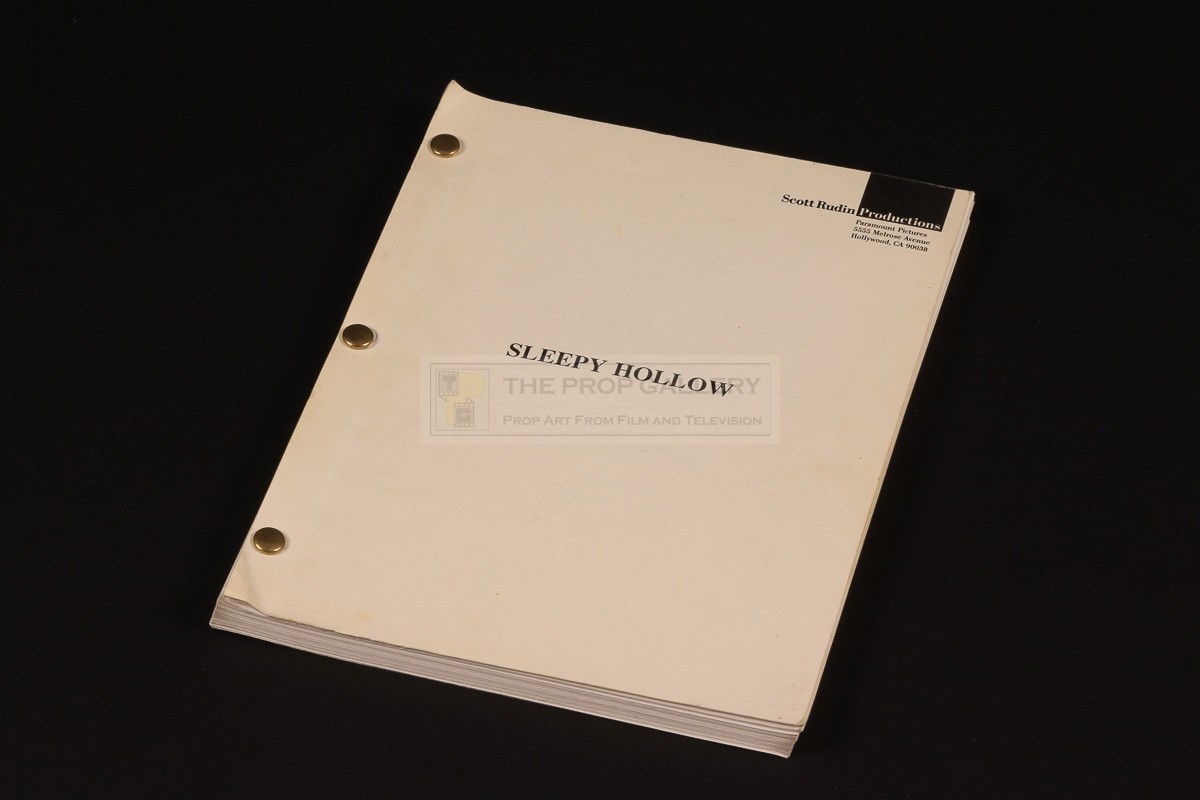 Scott Rudin Productions
Paramount Pictures
5555 Melrose Avenue
Hollywood, CA 90038
SLEEPY HOLLOW
TPG
THE PROP GALLERY
PROP ART FROM FILM AND TELEVISION